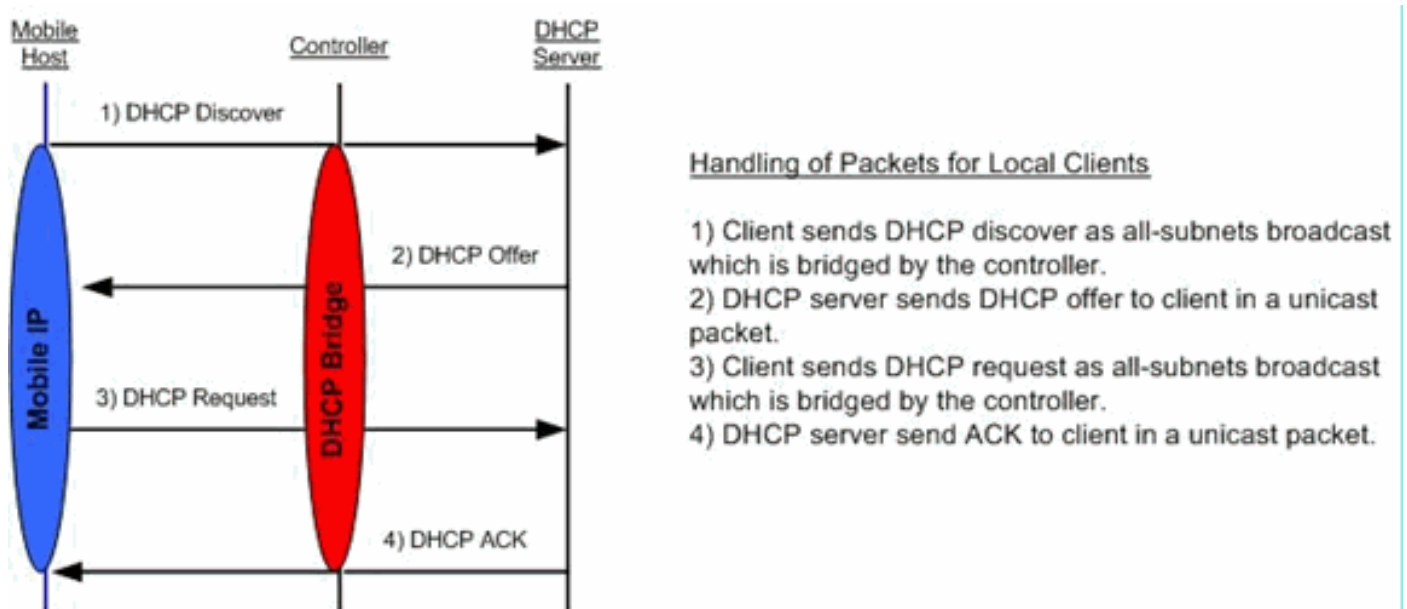 Mobile
Host
Controller
DHCP
Server
1) DHCP Discover
2) DHCP Offer
Mobile IP
DHCP Bridge
3) DHCP Request
4) DHCP ACK
Handling of Packets for Local Clients
1) Client sends DHCP discover as all-subnets broadcast
which is bridged by the controller.
2) DHCP server sends DHCP offer to client in a unicast
packet.
3) Client sends DHCP request as all-subnets broadcast
which is bridged by the controller.
4) DHCP server send ACK to client in a unicast packet.